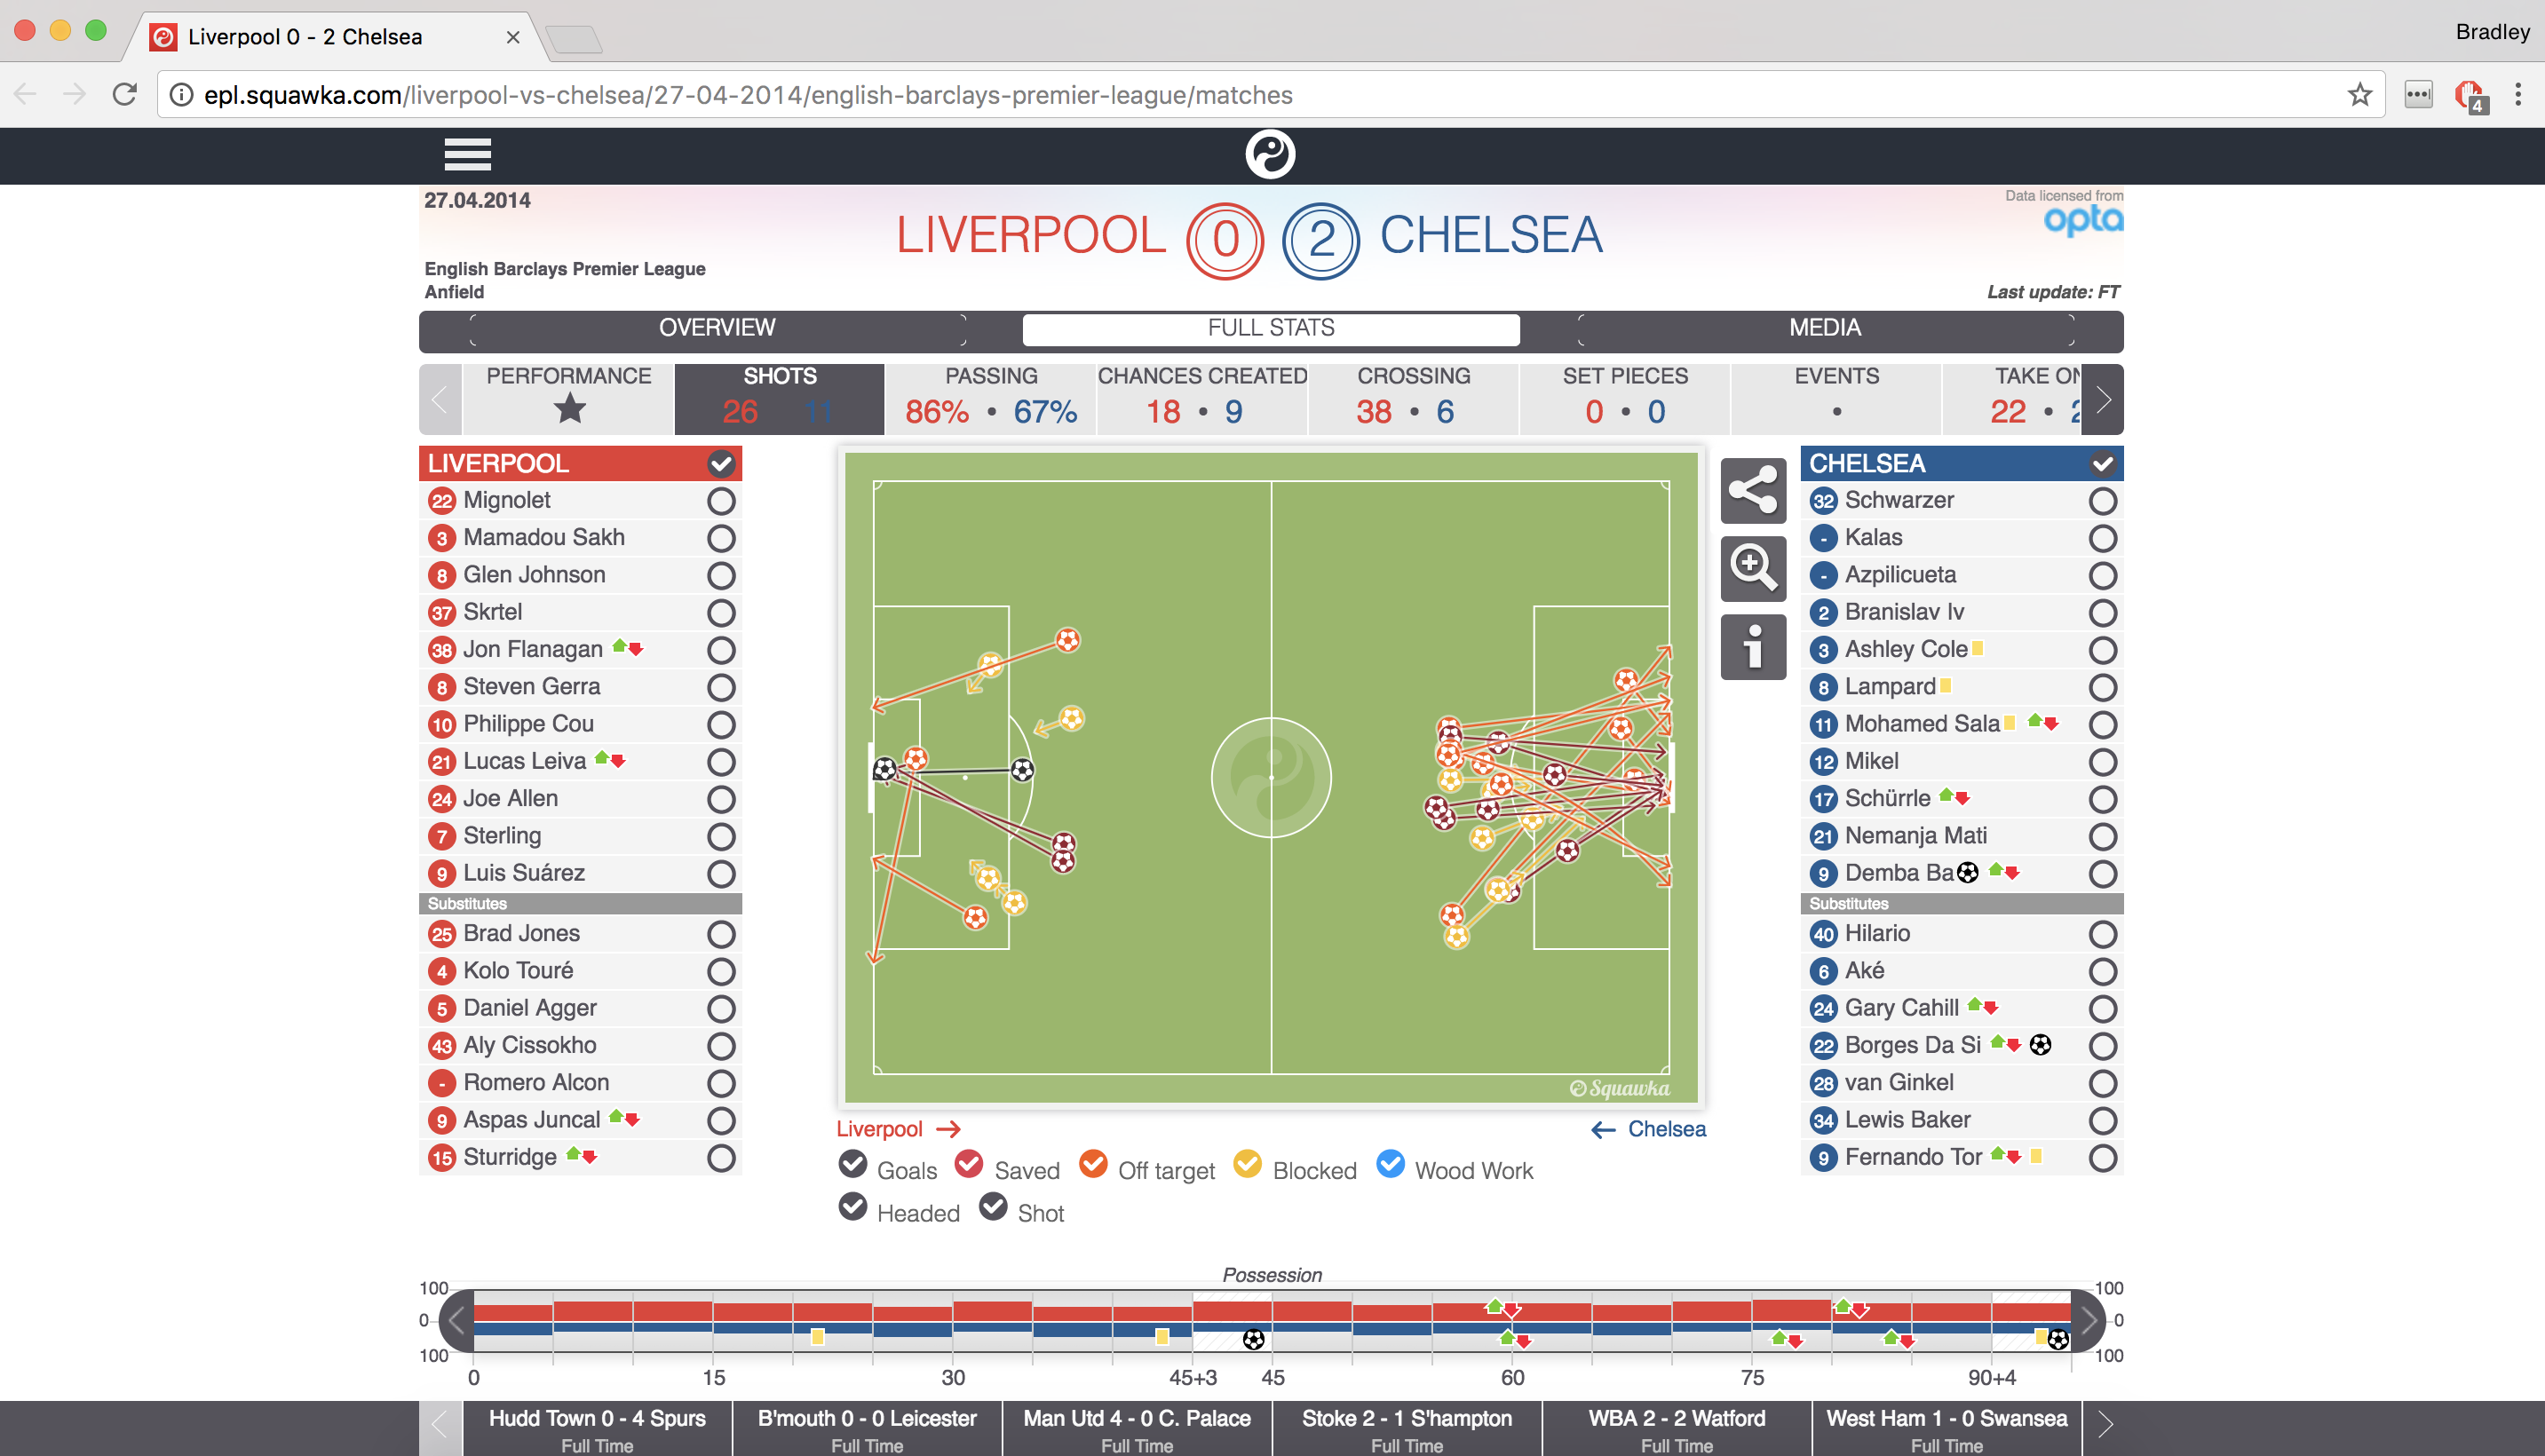 Liverpool 0 - 2 Chelsea
Bradley
epl.squawka.com/liverpool-vs-chelsea/27-04-2014/english-barclays-premier-league/matches
4
27.04.2014
Data licensed from
opta
LIVERPOOL 0 2 CHELSEA
English Barclays Premier League
Anfield
Last update: FT
OVERVIEW FULL STATS MEDIA
PERFORMANCE SHOTS PASSING CHANCES CREATED CROSSING SET PIECES EVENTS TAKE ON
26 11 86% • 67% 18 • 9 38 • 6 0 • 0 • 22 • 2
LIVERPOOL
22 Mignolet
3 Mamadou Sakh
8 Glen Johnson
37 Skrtel
38 Jon Flanagan
8 Steven Gerra
10 Philippe Cou
21 Lucas Leiva
24 Joe Allen
7 Sterling
9 Luis Suárez
Substitutes
25 Brad Jones
4 Kolo Touré
5 Daniel Agger
43 Aly Cissokho
- Romero Alcon
9 Aspas Juncal
15 Sturridge
Squawka
Liverpool → ← Chelsea
Goals Saved Off target Blocked Wood Work
Headed Shot
CHELSEA
32 Schwarzer
- Kalas
- Azpilicueta
2 Branislav Iv
3 Ashley Cole
8 Lampard
11 Mohamed Sala
12 Mikel
17 Schürrle
21 Nemanja Mati
9 Demba Ba
Substitutes
40 Hilario
6 Aké
24 Gary Cahill
22 Borges Da Si
28 van Ginkel
34 Lewis Baker
9 Fernando Tor
Possession
100 100
0 0
100 100
0 15 30 45+3 45 60 75 90+4
Hudd Town 0 - 4 Spurs B'mouth 0 - 0 Leicester Man Utd 4 - 0 C. Palace Stoke 2 - 1 S'hampton WBA 2 - 2 Watford West Ham 1 - 0 Swansea
Full Time Full Time Full Time Full Time Full Time Full Time